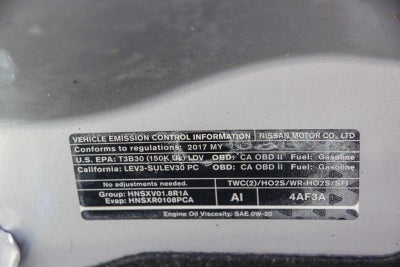 VEHICLE EMISSION CONTROL INFORMATION NISSAN MOTOR CO., LTD
Conforms to regulations: 2017 MY
U.S. EPA: T3B30 (150K mi) LDV OBD: CA OBD II Fuel: Gasoline
California: LEV3-SULEV30 PC OBD: CA OBD II Fuel: Gasoline
No adjustments needed. TWC(2)/HO2S/WR-HO2S/SFI
Group: HNSXV01.8R1A
Evap: HNSXR0108PCA AI 4AF3A
Engine Oil Viscosity: SAE 0W-20